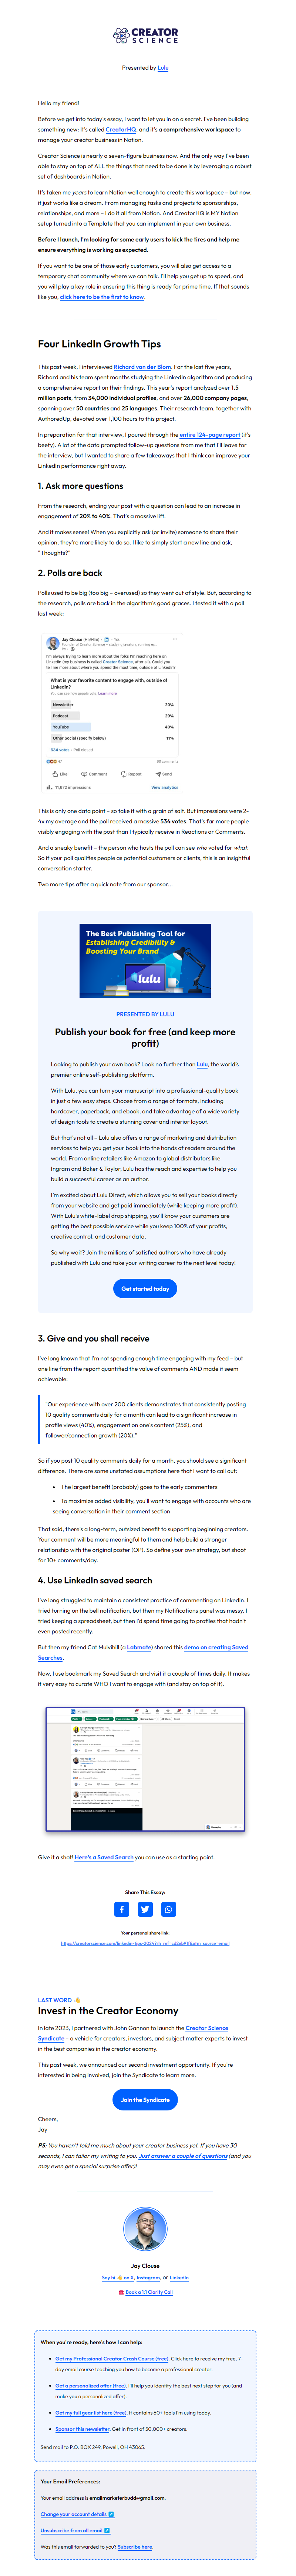 CREATOR
SCIENCE
Presented by Lulu
Hello my friend!
Before we get into today's essay, I want to let you in on a secret. I've been building
something new: It's called CreatorHQ, and it's a comprehensive workspace to
manage your creator business in Notion.
Creator Science is nearly a seven-figure business now. And the only way I've been
able to stay on top of ALL the things that need to be done is by leveraging a robust
set of dashboards in Notion.
It's taken me years to learn Notion well enough to create this workspace – but now,
it just works like a dream. From managing tasks and projects to sponsorships,
relationships, and more – I do it all from Notion. And CreatorHQ is MY Notion
setup turned into a Template that you can implement in your own business.
Before I launch, I'm looking for some early users to kick the tires and help me
ensure everything is working as expected.
If you want to be one of those early customers, you will also get access to a
temporary chat community where we can talk. I'll help you get up to speed, and
you will play a key role in ensuring this thing is ready for prime time. If that sounds
like you, click here to be the first to know.
Four LinkedIn Growth Tips
This past week, I interviewed Richard van der Blom. For the last five years,
Richard and his team spent months studying the LinkedIn algorithm and producing
a comprehensive report on their findings. This year's report analyzed over 1.5
million posts, from 34,000 individual profiles, and over 26,000 company pages,
spanning over 50 countries and 25 languages. Their research team, together with
AuthoredUp, devoted over 1,100 hours to this project.
In preparation for that interview, I pored through the entire 124-page report (it's
beefy). A lot of the data prompted follow-up questions from me that I'll leave for
the interview, but I wanted to share a few takeaways that I think can improve your
LinkedIn performance right away.
1. Ask more questions
From the research, ending your post with a question can lead to an increase in
engagement of 20% to 40%. That's a massive lift.
And it makes sense! When you explicitly ask (or invite) someone to share their
opinion, they're more likely to do so. I like to simply start a new line and ask,
"Thoughts?"
2. Polls are back
Polls used to be big (too big – overused) so they went out of style. But, according to
the research, polls are back in the algorithm's good graces. I tested it with a poll
last week:
Jay Clouse (He/Him) • You
I'm always trying to learn more about the folks I'm reaching here on
LinkedIn (my business is called Creator Science, after all). Could you
What is your favorite content to engage with, outside of
LinkedIn?
You can see how people vote. Learn more
Newsletter 20%
Podcast 29%
YouTube 40%
Other Social (specify below) 11%
534 votes • Poll closed
Like Comment Repost Send
View analytics
This is only one data point – so take it with a grain of salt. But impressions were 2-
4x my average and the poll received a massive 534 votes. That's far more people
visibly engaging with the post than I typically receive in Reactions or Comments.
And a sneaky benefit – the person who hosts the poll can see who voted for what.
So if your poll qualifies people as potential customers or clients, this is an insightful
conversation starter.
Two more tips after a quick note from our sponsor...
The Best Publishing Tool for
Establishing Credibility &
Boosting Your Brand
lulu
PRESENTED BY LULU
Publish your book for free (and keep more
profit)
Looking to publish your own book? Look no further than Lulu, the world's
premier online self-publishing platform.
With Lulu, you can turn your manuscript into a professional-quality book
in just a few easy steps. Choose from a range of formats, including
hardcover, paperback, and ebook, and take advantage of a wide variety
of design tools to create a stunning cover and interior layout.
But that's not all – Lulu also offers a range of marketing and distribution
services to help you get your book into the hands of readers around the
world. From online retailers like Amazon to global distributors like
Ingram and Baker & Taylor, Lulu has the reach and expertise to help you
build a successful career as an author.
I'm excited about Lulu Direct, which allows you to sell your books directly
from your website and get paid immediately (while keeping more profit).
With Lulu's white-label drop shipping, you'll know your customers are
getting the best possible service while you keep 100% of your profits,
creative control, and customer data.
So why wait? Join the millions of satisfied authors who have already
published with Lulu and take your writing career to the next level today!
Get started today
3. Give and you shall receive
I've long known that I'm not spending enough time engaging with my feed – but
one line from the report quantified the value of comments AND made it seem
achievable:
"Our experience with over 200 clients demonstrates that consistently posting
10 quality comments daily for a month can lead to a significant increase in
profile views (40%), engagement on one's content (25%), and
follower/connection growth (20%)."
So if you post 10 quality comments daily for a month, you should see a significant
difference. There are some unstated assumptions here that I want to call out:
• The largest benefit (probably) goes to the early commenters
• To maximize added visibility, you'll want to engage with accounts who are
seeing conversation in their comment section
That said, there's a long-term, outsized benefit to supporting beginning creators.
Your comment will be more meaningful to them and help build a stronger
relationship with the original poster (OP). So define your own strategy, but shoot
for 10+ comments/day.
4. Use LinkedIn saved search
I've long struggled to maintain a consistent practice of commenting on LinkedIn. I
tried turning on the bell notification, but then my Notifications panel was messy. I
tried keeping a spreadsheet, but then I'd spend time going to profiles that hadn't
even posted recently.
But then my friend Cat Mulvihill (a Labmate) shared this demo on creating Saved
Searches.
Now, I use bookmark my Saved Search and visit it a couple of times daily. It makes
it very easy to curate WHO I want to engage with (and stay on top of it).
Give it a shot! Here's a Saved Search you can use as a starting point.
Share This Essay:
Your personal share link:
LAST WORD 👋
Invest in the Creator Economy
In late 2023, I partnered with John Gannon to launch the Creator Science
Syndicate – a vehicle for creators, investors, and subject matter experts to invest
in the best companies in the creator economy.
This past week, we announced our second investment opportunity. If you're
interested in being involved, join the Syndicate to learn more.
Join the Syndicate
Cheers,
Jay
PS: You haven't told me much about your creator business yet. If you have 30
seconds, I can tailor my writing to you. Just answer a couple of questions (and you
may even get a special surprise offer)!
Jay Clouse
Say hi 👋 on X, Instagram, or LinkedIn
☎️ Book a 1:1 Clarity Call
When you're ready, here's how I can help:
• Get my Professional Creator Crash Course (free). Click here to receive my free, 7-
day email course teaching you how to become a professional creator.
• Get a personalized offer (free). I'll help you identify the best next step for you (and
make you a personalized offer).
• Get my full gear list here (free). It contains 60+ tools I'm using today.
• Sponsor this newsletter. Get in front of 50,000+ creators.
Send mail to P.O. BOX 249, Powell, OH 43065.
Your Email Preferences:
Your email address is emailmarketerbudd@gmail.com.
Change your account details ↗️
Unsubscribe from all email ↗️
Was this email forwarded to you? Subscribe here.